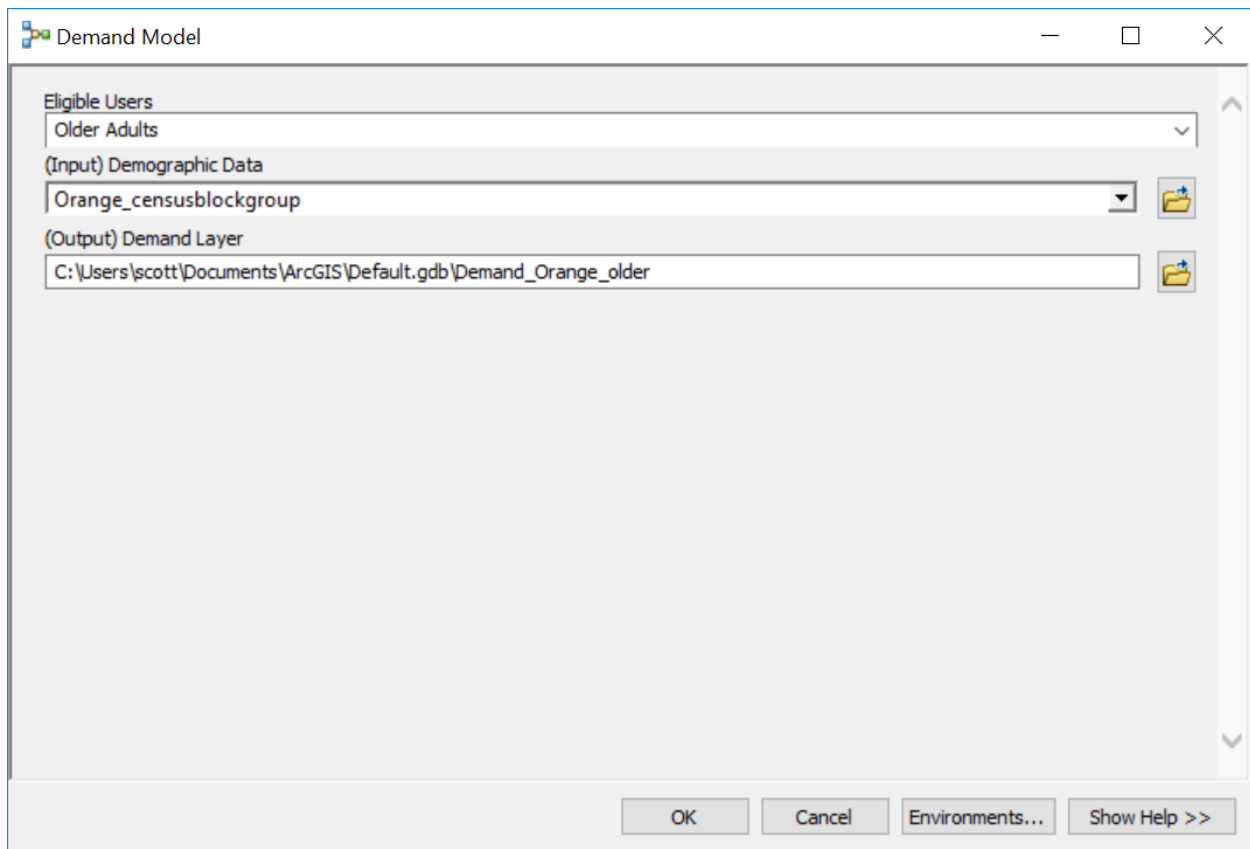 Demand Model
Eligible Users
Older Adults
(Input) Demographic Data
Orange_censusblockgroup
(Output) Demand Layer
C:\Users\scott\Documents\ArcGIS\Default.gdb\Demand_Orange_older
OK Cancel Environments... Show Help >>